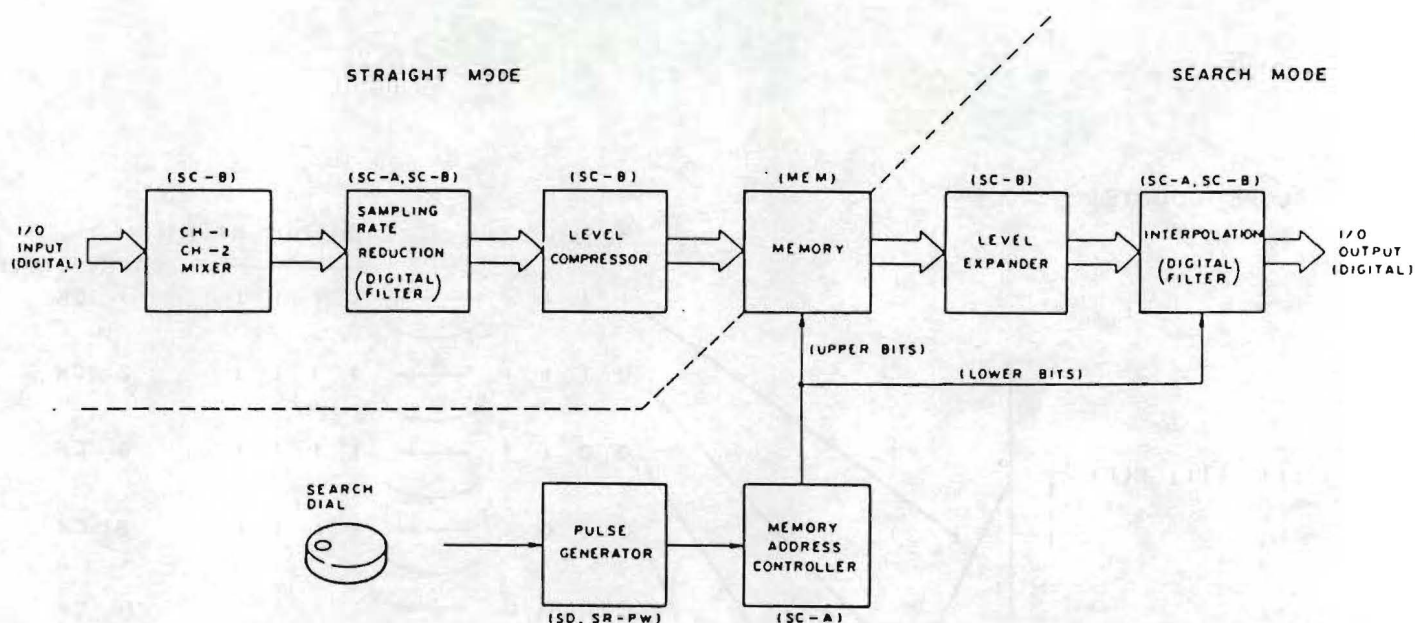 STRAIGHT MODE
SEARCH MODE
(SC-B)
(SC-A, SC-B)
(SC-B)
(MEM)
(SC-B)
(SC-A, SC-B)
I/O
INPUT
(DIGITAL)
CH-1
CH-2
MIXER
SAMPLING
RATE
REDUCTION
(DIGITAL
FILTER)
LEVEL
COMPRESSOR
MEMORY
LEVEL
EXPANDER
INTERPOLATION
(DIGITAL
FILTER)
I/O
OUTPUT
(DIGITAL)
(UPPER BITS)
(LOWER BITS)
SEARCH
DIAL
PULSE
GENERATOR
MEMORY
ADDRESS
CONTROLLER
(SD, SR-PW)
(SC-A)